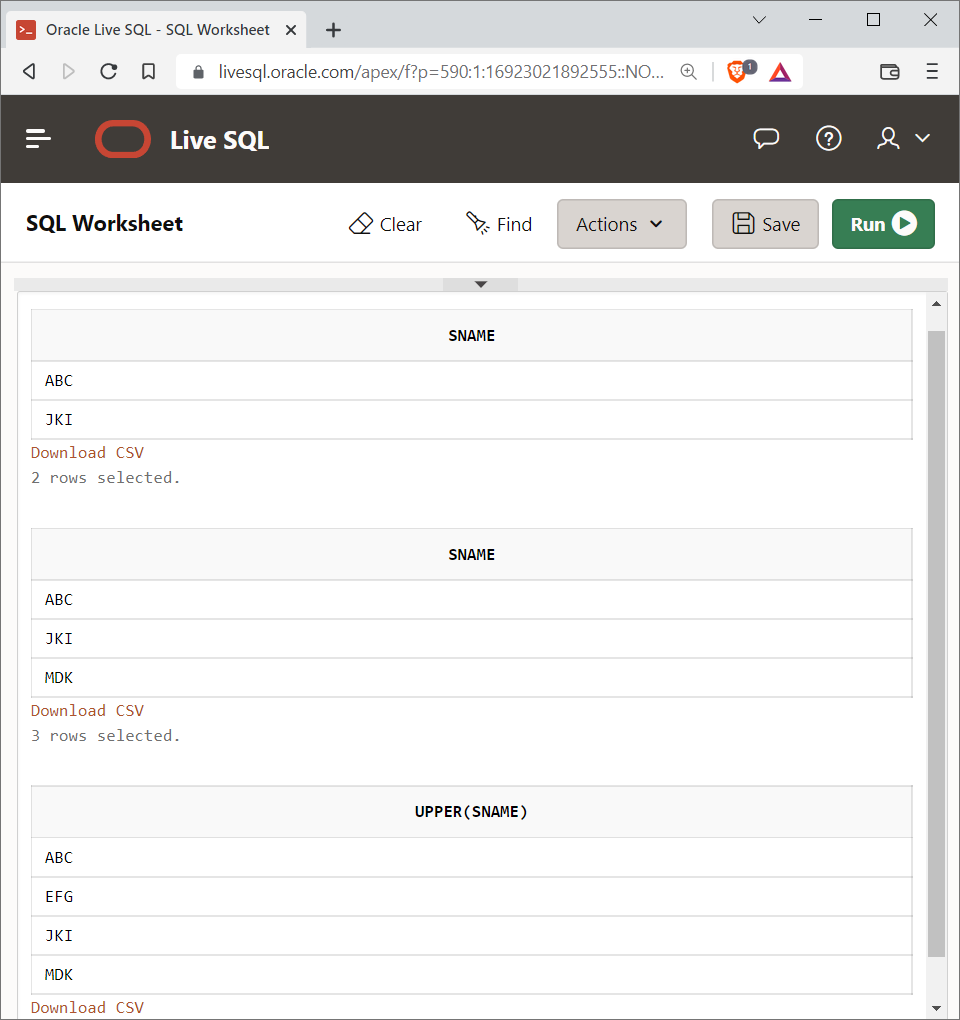 Oracle Live SQL - SQL Worksheet
livesql.oracle.com/apex/f?p=590:1:16923021892555::NO...
1
Live SQL
SQL Worksheet
Clear
Find
Actions
Save
Run
SNAME
ABC
JKI
Download CSV
2 rows selected.
SNAME
ABC
JKI
MDK
Download CSV
3 rows selected.
UPPER(SNAME)
ABC
EFG
JKI
MDK
Download CSV